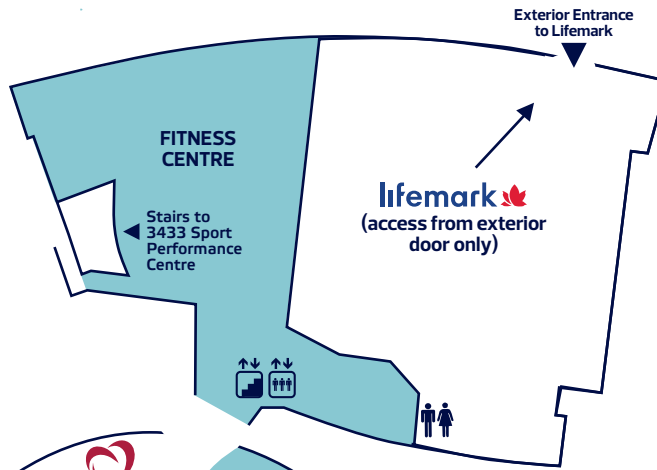 Exterior Entrance
to Lifemark
FITNESS
CENTRE
Stairs to
3433 Sport
Performance
Centre
lifemark
(access from exterior
door only)